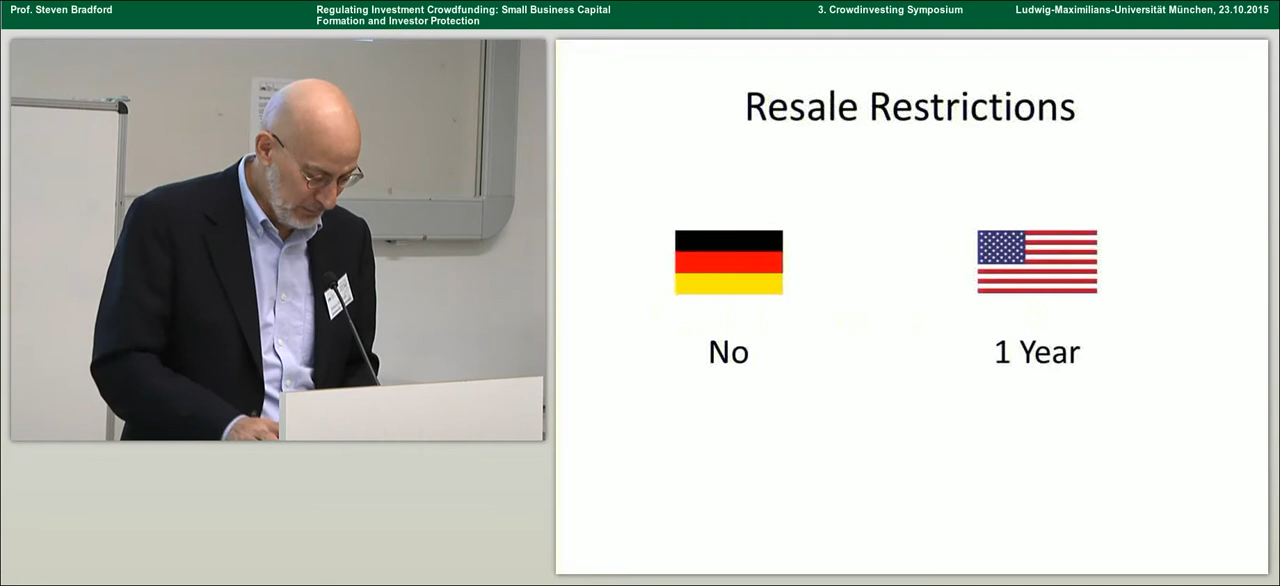 Prof. Steven Bradford
Regulating Investment Crowdfunding: Small Business Capital
Formation and Investor Protection
3. Crowdinvesting Symposium
Ludwig-Maximilians-Universität München, 23.10.2015
Resale Restrictions
No
1 Year